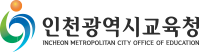 인천광역시교육청
INCHEON METROPOLITAN CITY OFFICE OF EDUCATION